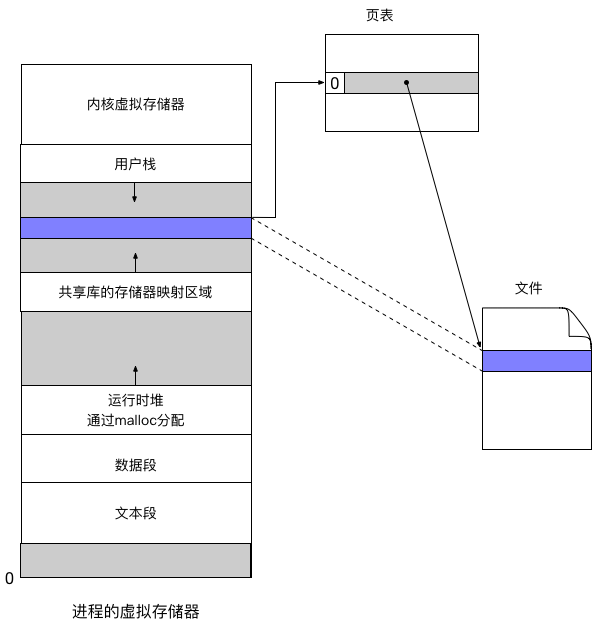 页表
0
内核虚拟存储器
用户栈
共享库的存储器映射区域
文件
运行时堆
通过malloc分配
数据段
文本段
0
进程的虚拟存储器